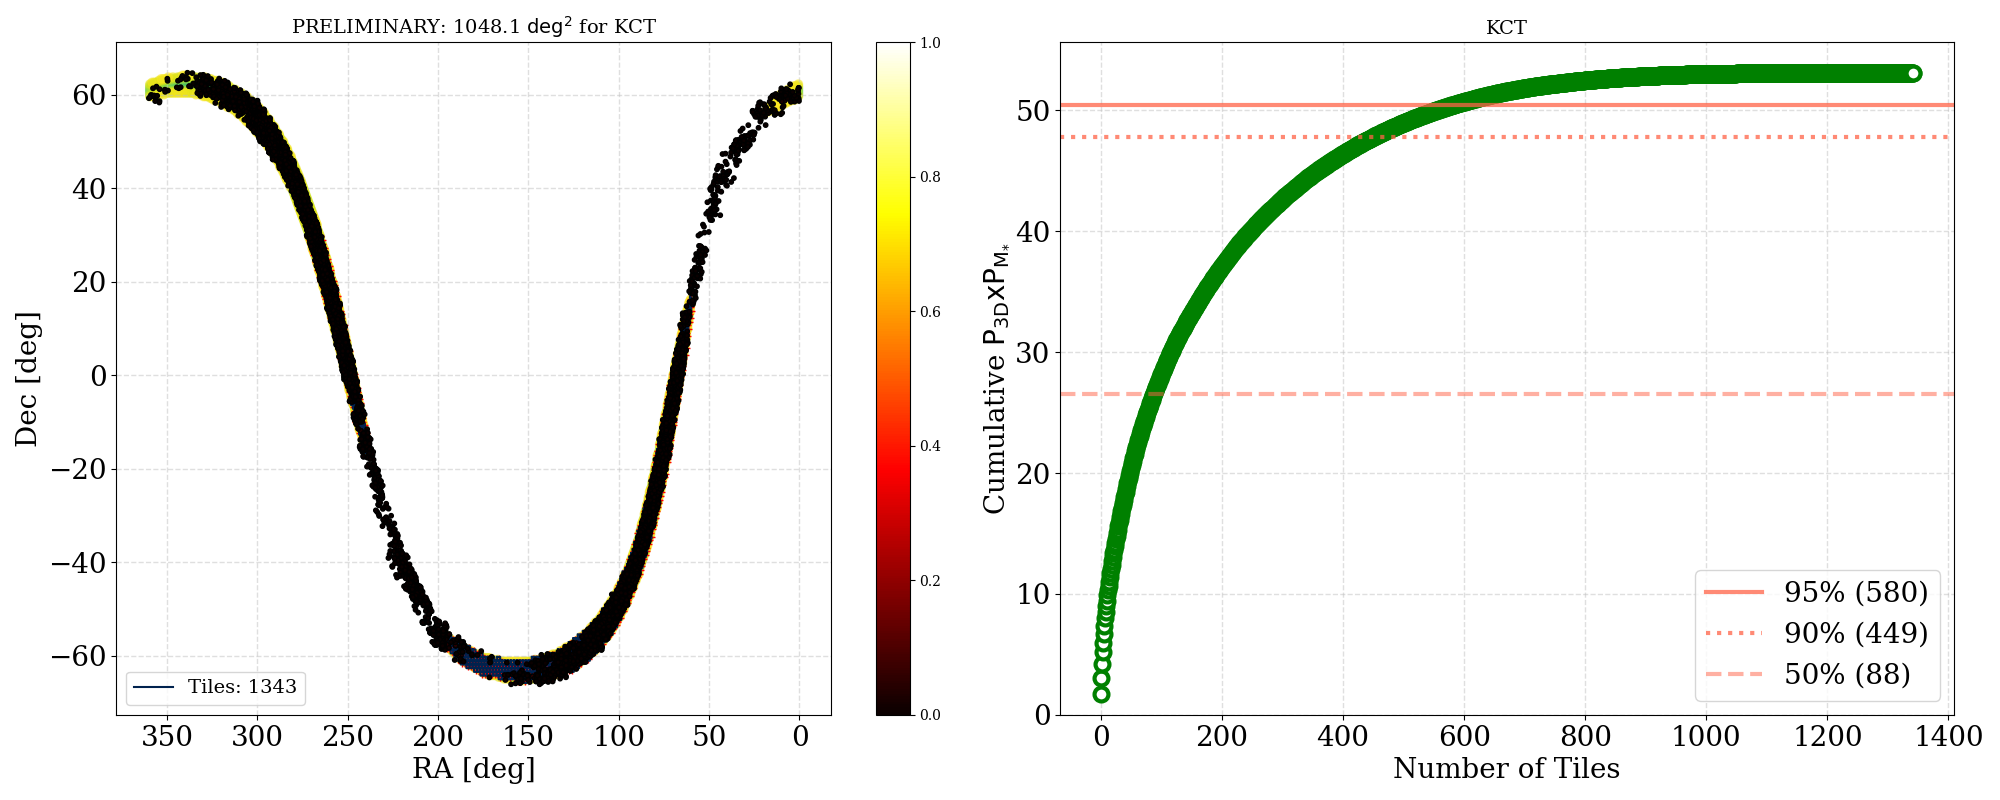 PRELIMINARY: 1048.1 deg² for KCT
60
40
20
0
−20
−40
−60
Dec [deg]
350 300 250 200 150 100 50 0
RA [deg]
Tiles: 1343
1.0
0.8
0.6
0.4
0.2
0.0
KCT
50
40
30
20
10
0
Cumulative P3DxPM*
0 200 400 600 800 1000 1200 1400
Number of Tiles
95% (580)
90% (449)
50% (88)